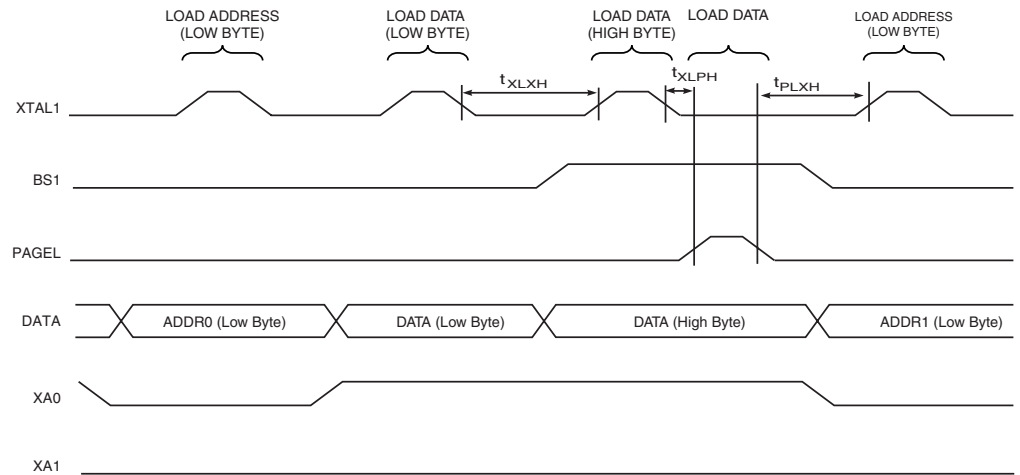 LOAD ADDRESS
(LOW BYTE)
LOAD DATA
(LOW BYTE)
LOAD DATA
(HIGH BYTE)
LOAD DATA
LOAD ADDRESS
(LOW BYTE)
tXLXH
tXLPH
tPLXH
XTAL1
BS1
PAGEL
DATA
ADDR0 (Low Byte)
DATA (Low Byte)
DATA (High Byte)
ADDR1 (Low Byte)
XA0
XA1